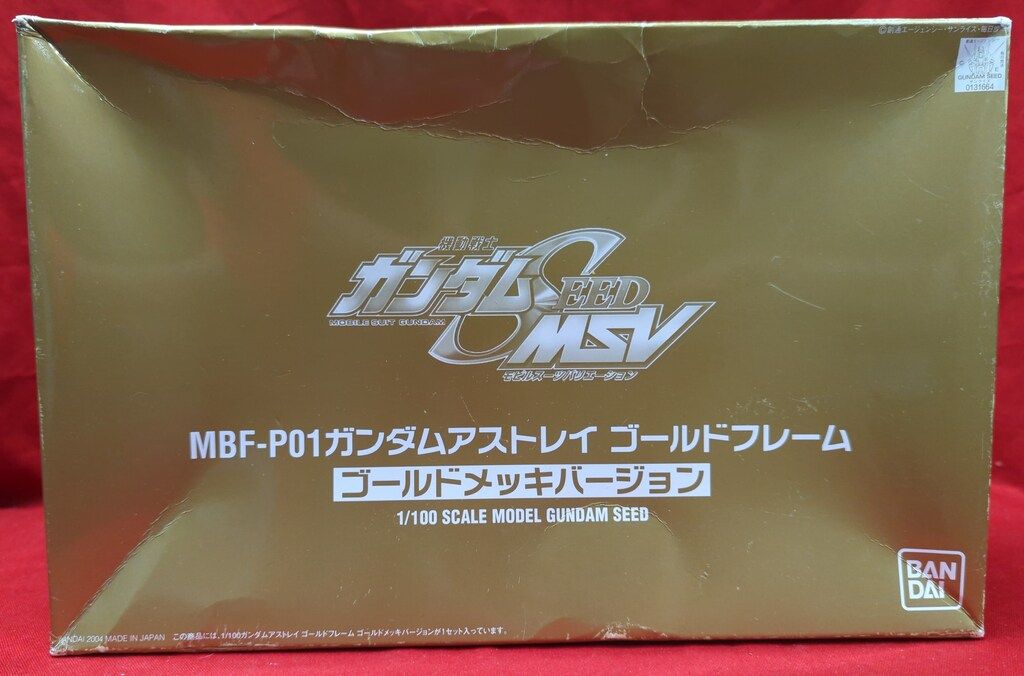 ©創通エージェンシー・サンライズ・毎日放
GUNDAM SEED
0131664
機動戦士
ガンダムSEED
MOBILE SUIT GUNDAM
MSV
モビルスーツバリエーション
MBF-P01ガンダムアストレイ ゴールドフレーム
ゴールドメッキバージョン
1/100 SCALE MODEL GUNDAM SEED
BAN
DAI
BANDAI 2004 MADE IN JAPAN この商品には、1/100ガンダムアストレイ ゴールドフレーム ゴールドメッキバージョンが1セット入っています。